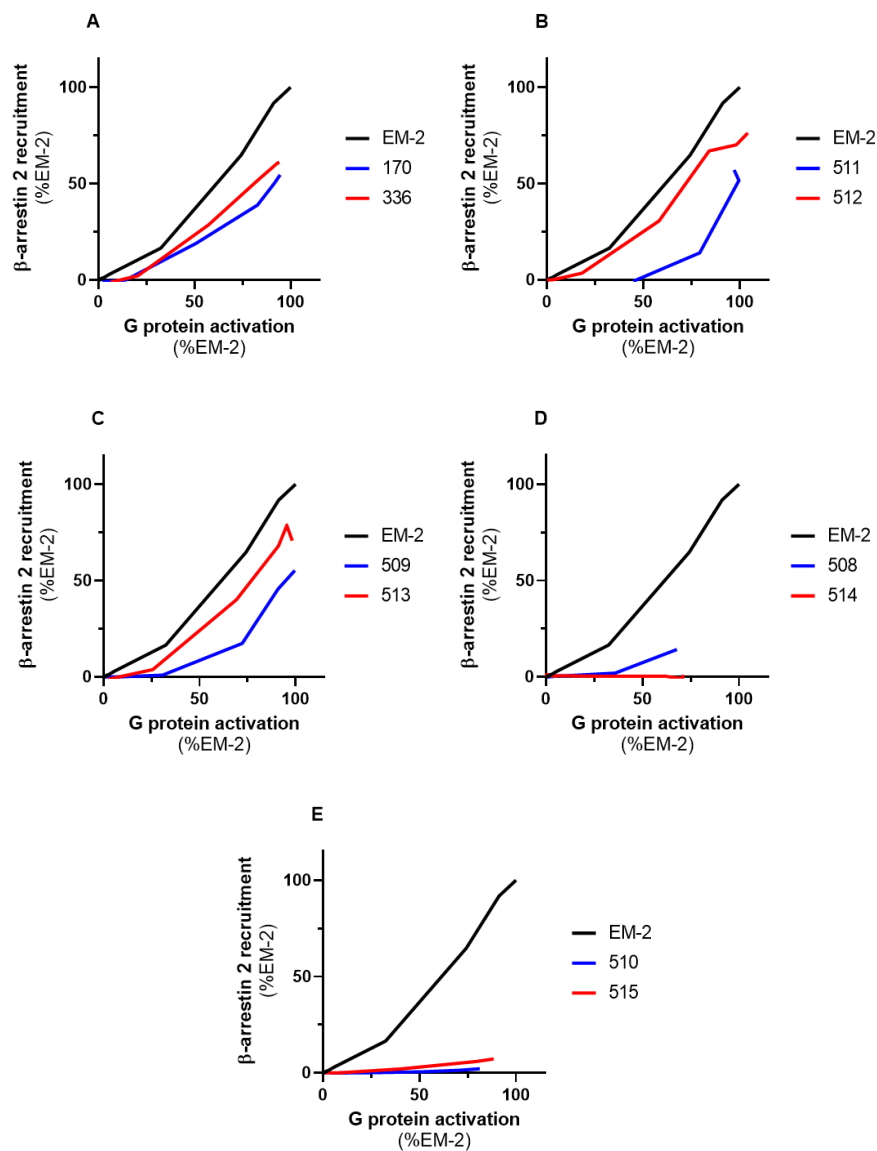 A
β-arrestin 2 recruitment
(%EM-2)
100
50
0
0
50
100
G protein activation
(%EM-2)
EM-2
170
336
B
β-arrestin 2 recruitment
(%EM-2)
100
50
0
0
50
100
G protein activation
(%EM-2)
EM-2
511
512
C
β-arrestin 2 recruitment
(%EM-2)
100
50
0
0
50
100
G protein activation
(%EM-2)
EM-2
509
513
D
β-arrestin 2 recruitment
(%EM-2)
100
50
0
0
50
100
G protein activation
(%EM-2)
EM-2
508
514
E
β-arrestin 2 recruitment
(%EM-2)
100
50
0
0
50
100
G protein activation
(%EM-2)
EM-2
510
515